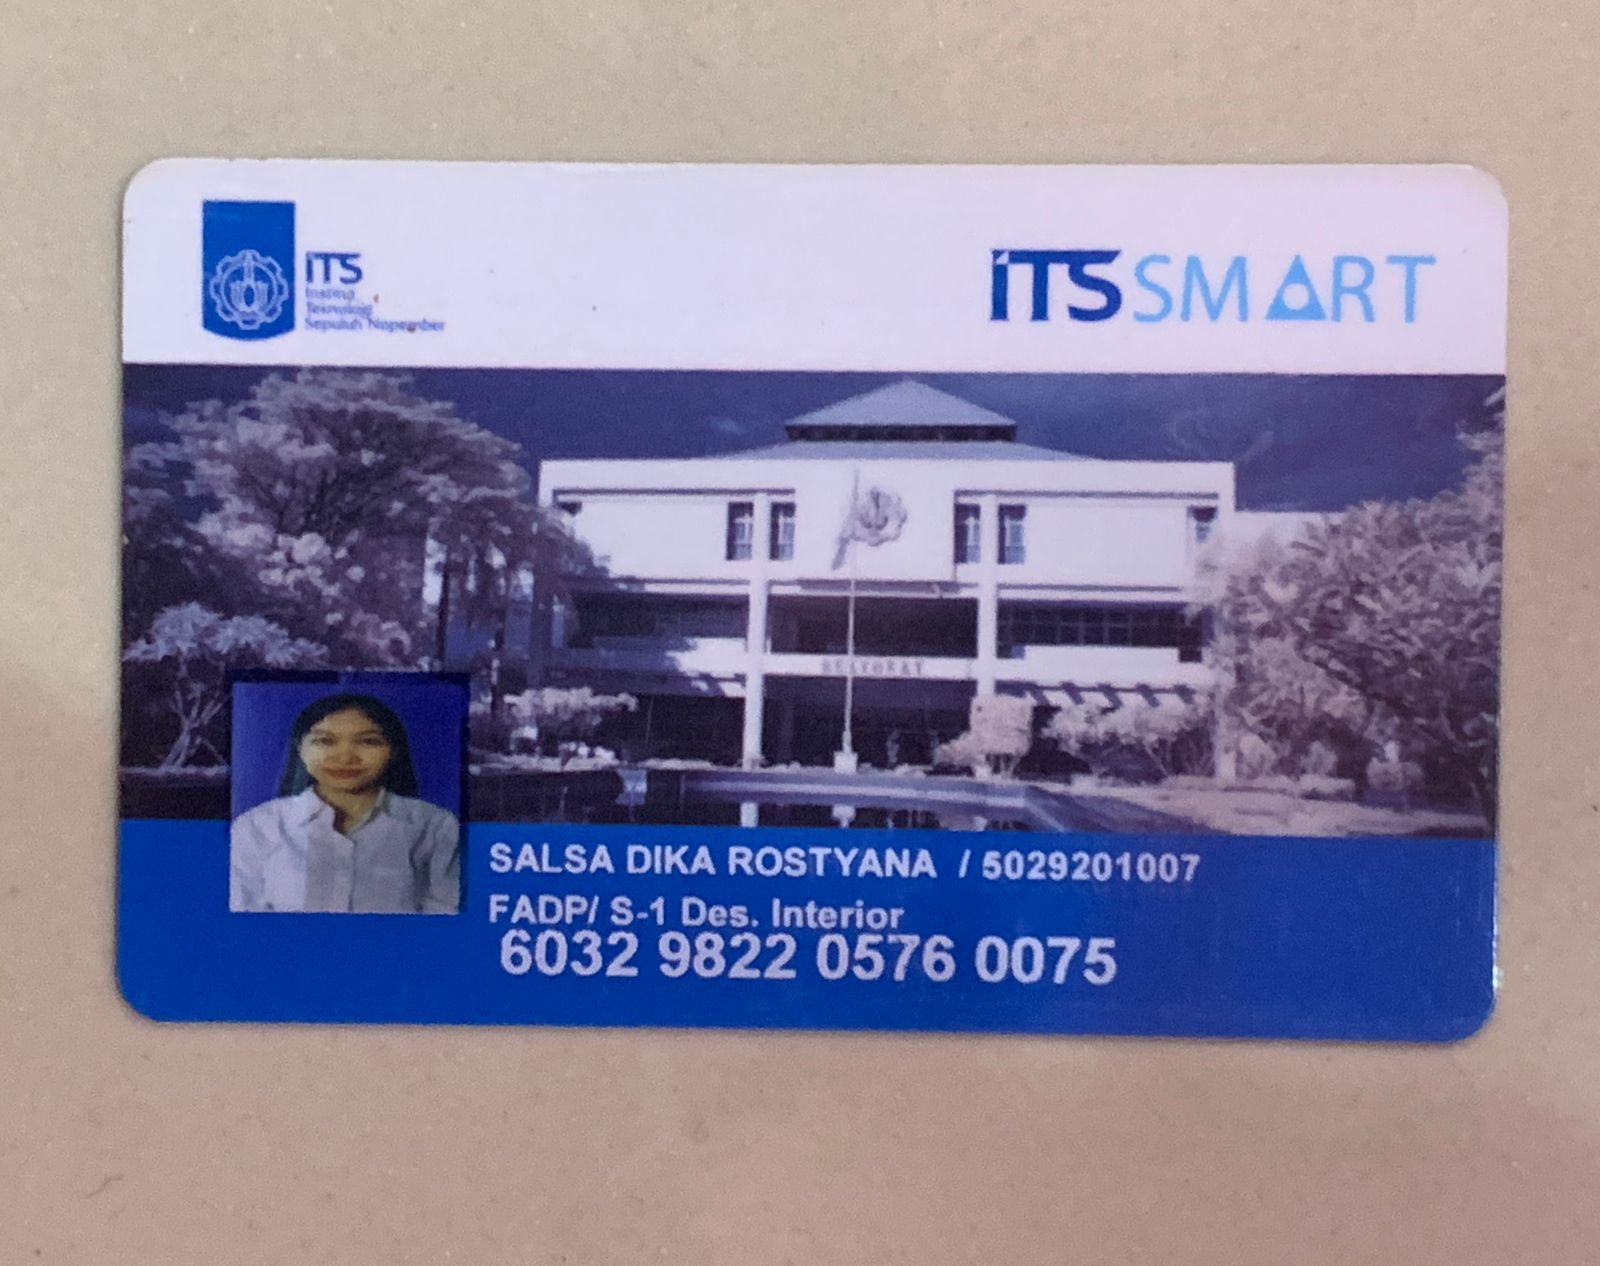 ITS
Institut
Teknologi
Sepuluh Nopember
ITS SMART
REKTORAT
SALSA DIKA ROSTYANA / 5029201007
FADP/ S-1 Des. Interior
6032 9822 0576 0075